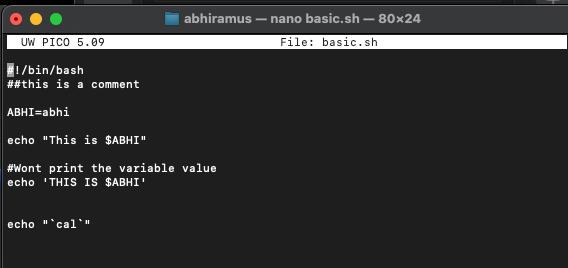 abhiramus — nano basic.sh — 80×24
UW PICO 5.09 File: basic.sh
#!/bin/bash
##this is a comment
ABHI=abhi
echo "This is $ABHI"
#Wont print the variable value
echo 'THIS IS $ABHI'
echo "`cal`"